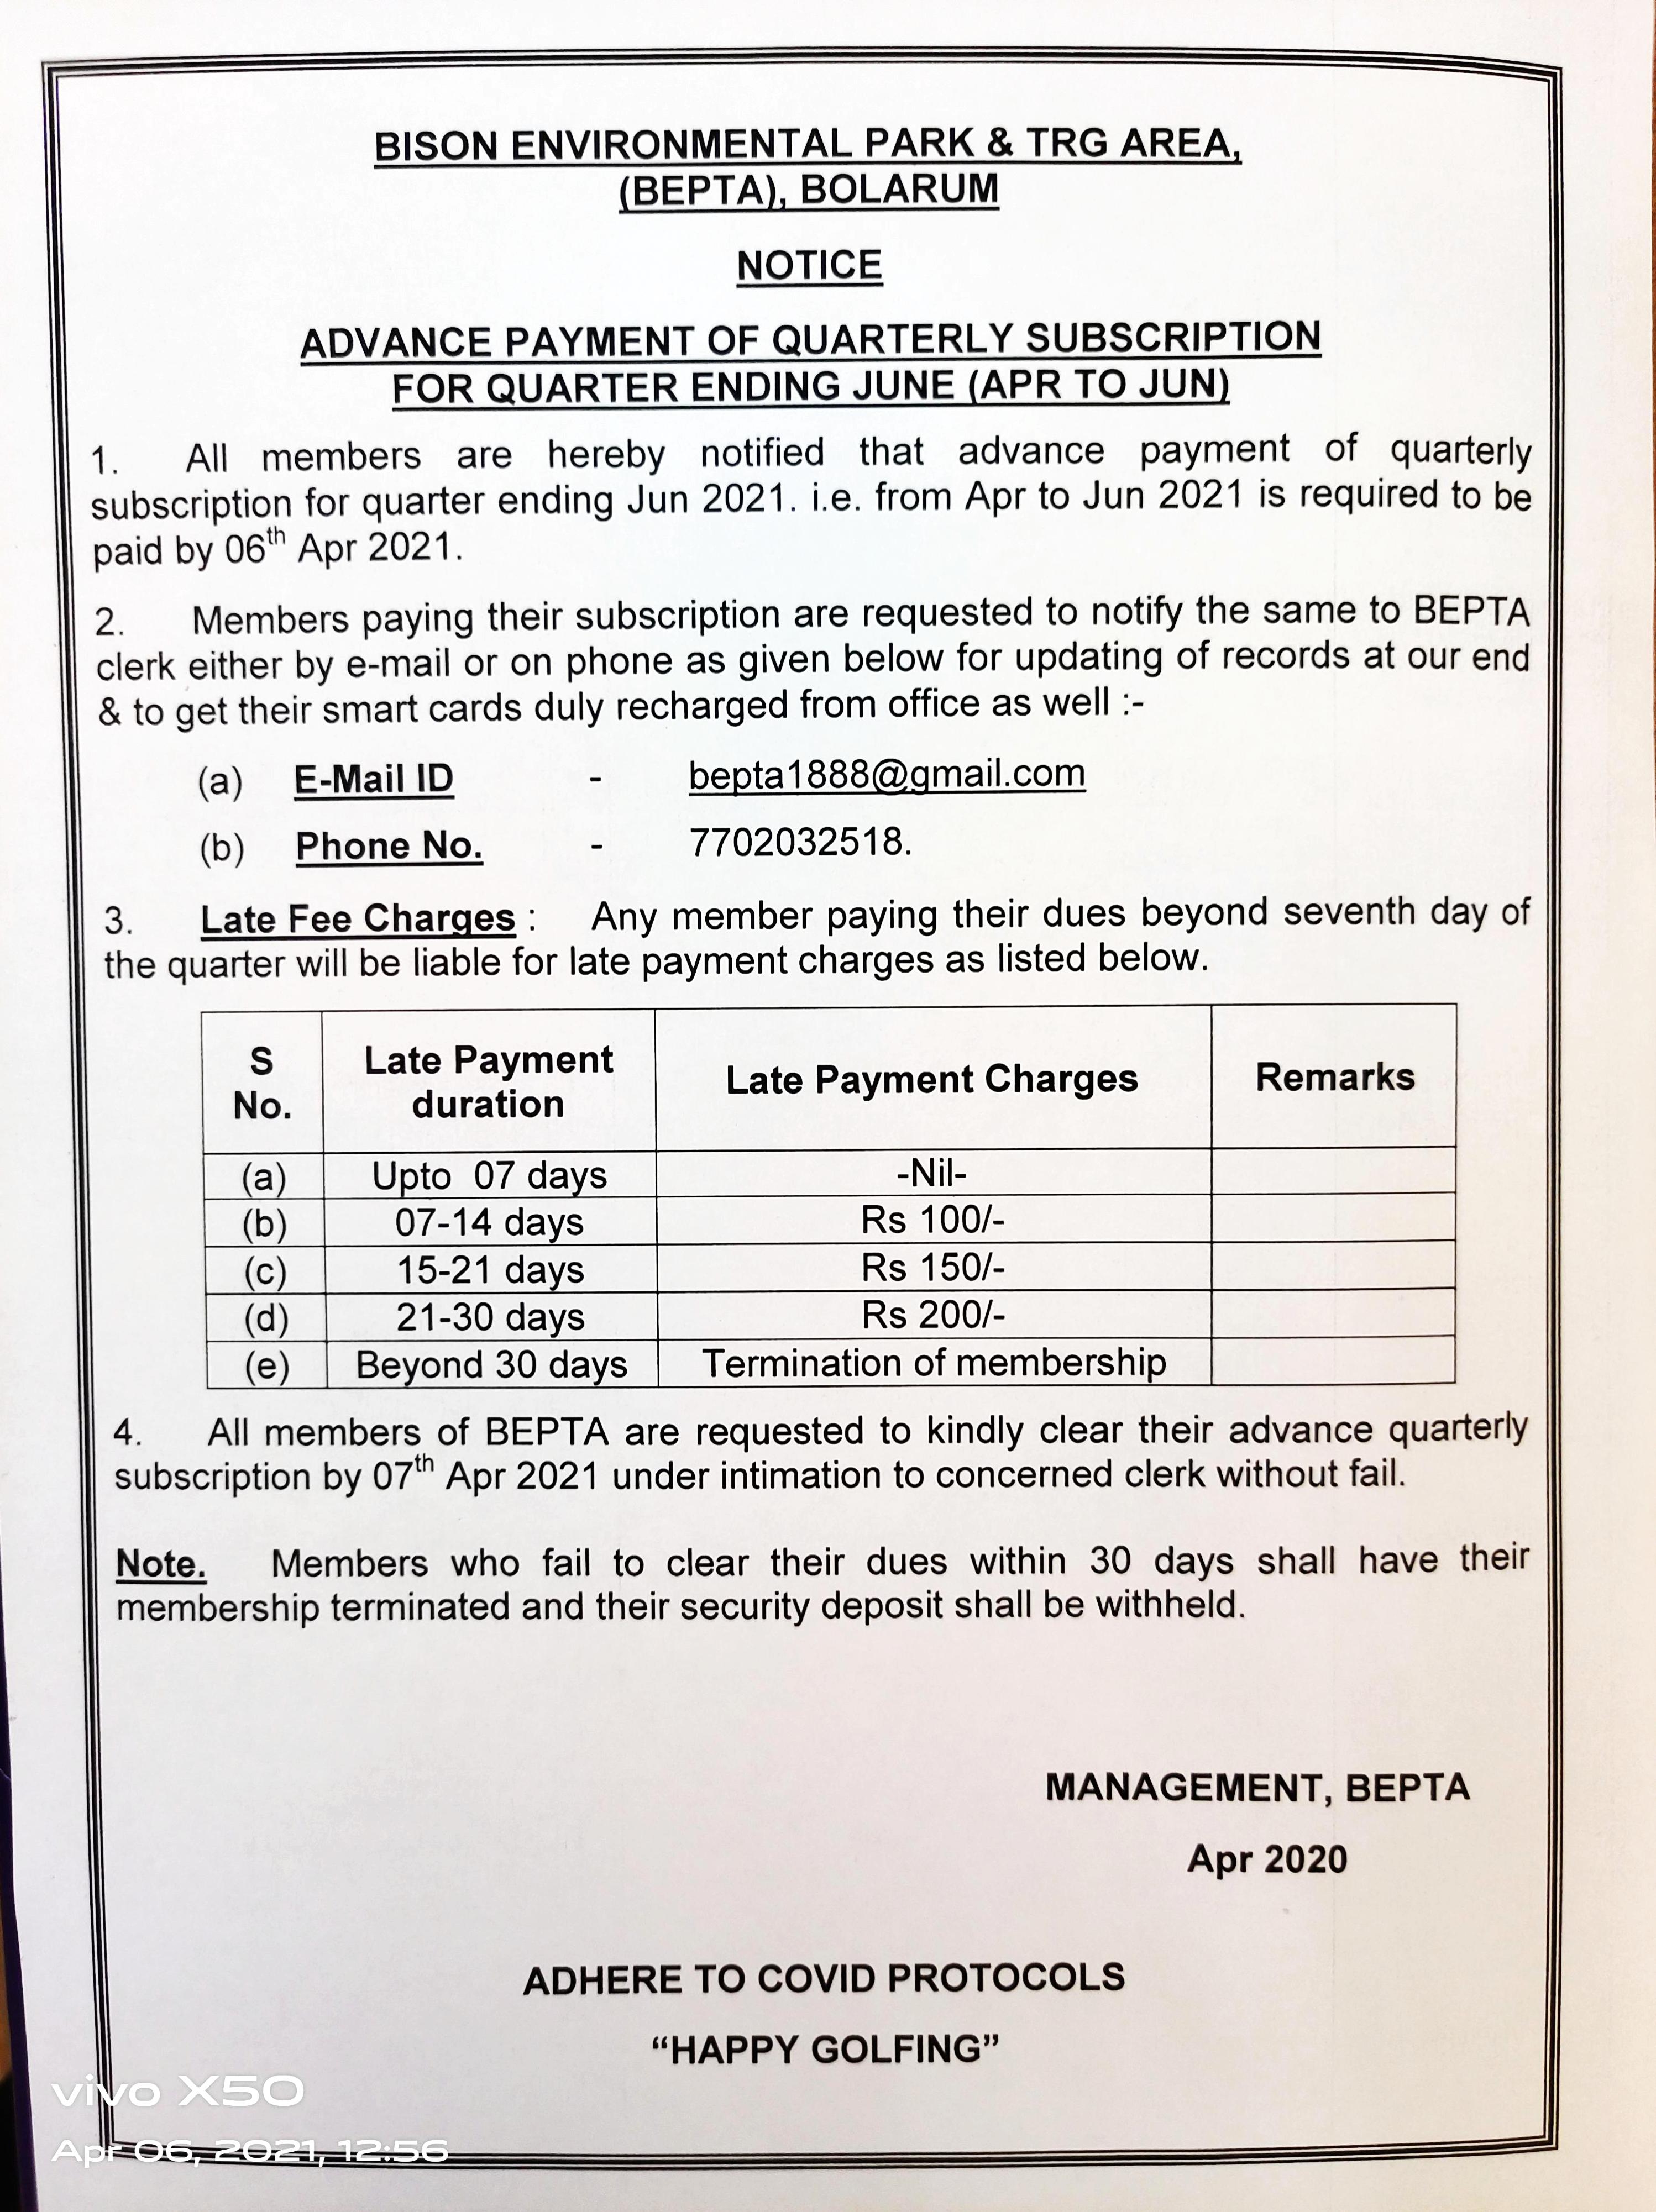 BISON ENVIRONMENTAL PARK & TRG AREA,
(BEPTA), BOLARUM
NOTICE
ADVANCE PAYMENT OF QUARTERLY SUBSCRIPTION
FOR QUARTER ENDING JUNE (APR TO JUN)
1. All members are hereby notified that advance payment of quarterly
subscription for quarter ending Jun 2021. i.e. from Apr to Jun 2021 is required to be
paid by 06th Apr 2021.
2. Members paying their subscription are requested to notify the same to BEPTA
clerk either by e-mail or on phone as given below for updating of records at our end
& to get their smart cards duly recharged from office as well :-
(a) E-Mail ID - bepta1888@gmail.com
(b) Phone No. - 7702032518.
3. Late Fee Charges : Any member paying their dues beyond seventh day of
the quarter will be liable for late payment charges as listed below.
S No. Late Payment duration Late Payment Charges Remarks
(a) Upto 07 days -Nil-
(b) 07-14 days Rs 100/-
(c) 15-21 days Rs 150/-
(d) 21-30 days Rs 200/-
(e) Beyond 30 days Termination of membership
4. All members of BEPTA are requested to kindly clear their advance quarterly
subscription by 07th Apr 2021 under intimation to concerned clerk without fail.
Note. Members who fail to clear their dues within 30 days shall have their
membership terminated and their security deposit shall be withheld.
MANAGEMENT, BEPTA
Apr 2020
ADHERE TO COVID PROTOCOLS
“HAPPY GOLFING”
vivo X50
Apr 06, 2021, 12:56